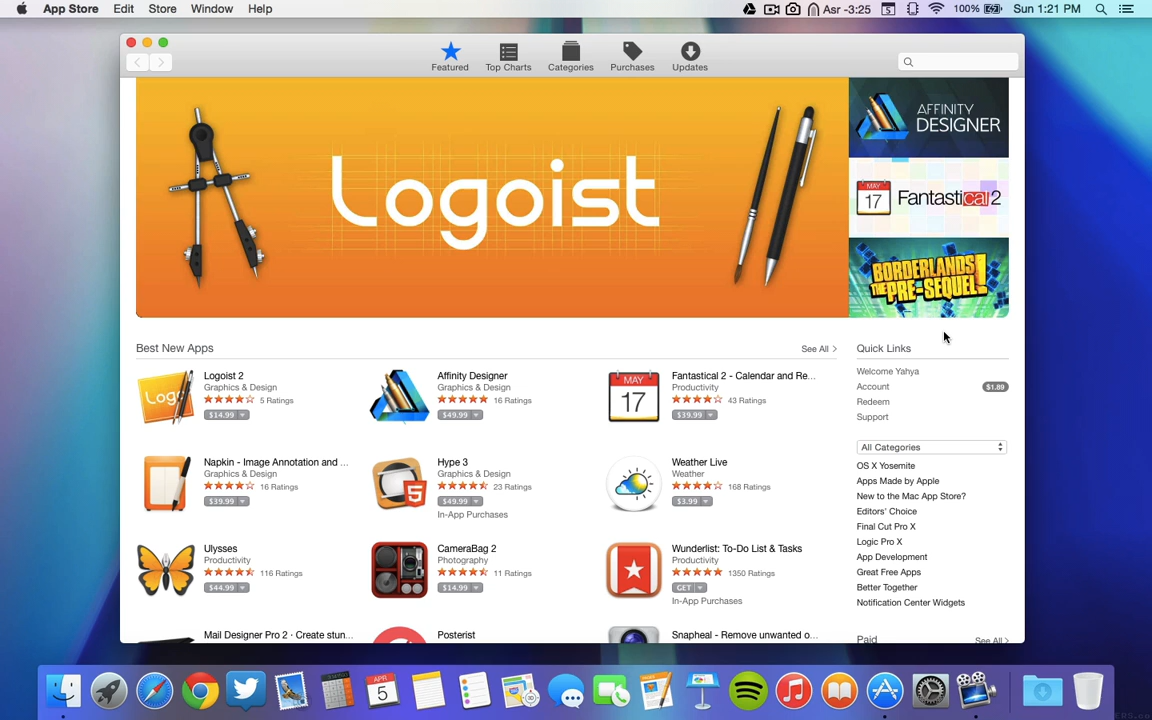 App Store Edit Store Window Help Asr -3:25 5 100% Sun 1:21 PM
Featured Top Charts Categories Purchases Updates
Logoist
AFFINITY
DESIGNER
MAY
17
Fantastical 2
BORDERLANDS
THE PRE-SEQUEL!
Best New Apps See All >
Logoist 2
Graphics & Design
5 Ratings
$14.99
Affinity Designer
Graphics & Design
16 Ratings
$49.99
MAY
17
Fantastical 2 - Calendar and Re...
Productivity
43 Ratings
$39.99
Napkin - Image Annotation and ...
Graphics & Design
16 Ratings
$39.99
5
Hype 3
Graphics & Design
23 Ratings
$49.99
In-App Purchases
Weather Live
Weather
168 Ratings
$3.99
Ulysses
Productivity
116 Ratings
$44.99
CameraBag 2
Photography
11 Ratings
$14.99
Wunderlist: To-Do List & Tasks
Productivity
1350 Ratings
GET
In-App Purchases
Mail Designer Pro 2 · Create stun...
Posterist
Snapheal - Remove unwanted o...
Quick Links
Welcome Yahya
Account $1.89
Redeem
Support
All Categories
OS X Yosemite
Apps Made by Apple
New to the Mac App Store?
Editors' Choice
Final Cut Pro X
Logic Pro X
App Development
Great Free Apps
Better Together
Notification Center Widgets
Paid See All >
APR
5